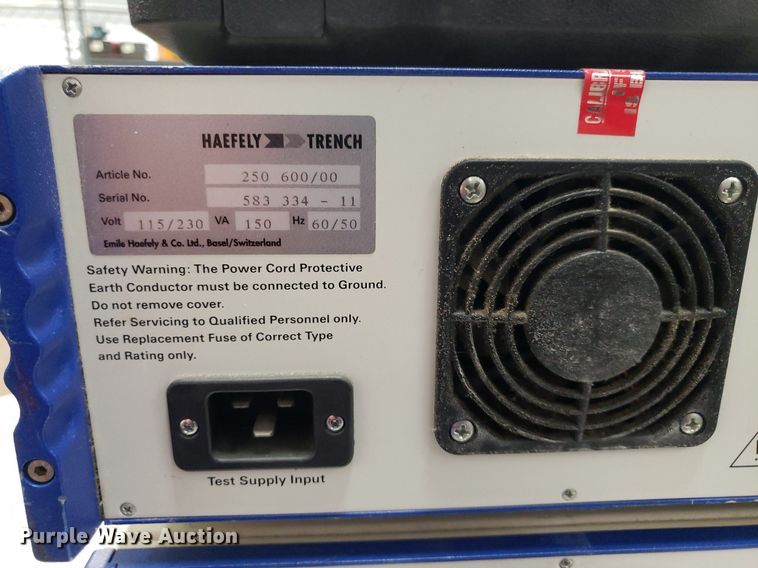 HAEFELY TRENCH
Article No. 250 600/00
Serial No. 583 334 - 11
Volt 115/230 VA 150 Hz 60/50
Emile Haefely & Co. Ltd., Basel/Switzerland
Safety Warning: The Power Cord Protective
Earth Conductor must be connected to Ground.
Do not remove cover.
Refer Servicing to Qualified Personnel only.
Use Replacement Fuse of Correct Type
and Rating only.
Test Supply Input
Purple Wave Auction